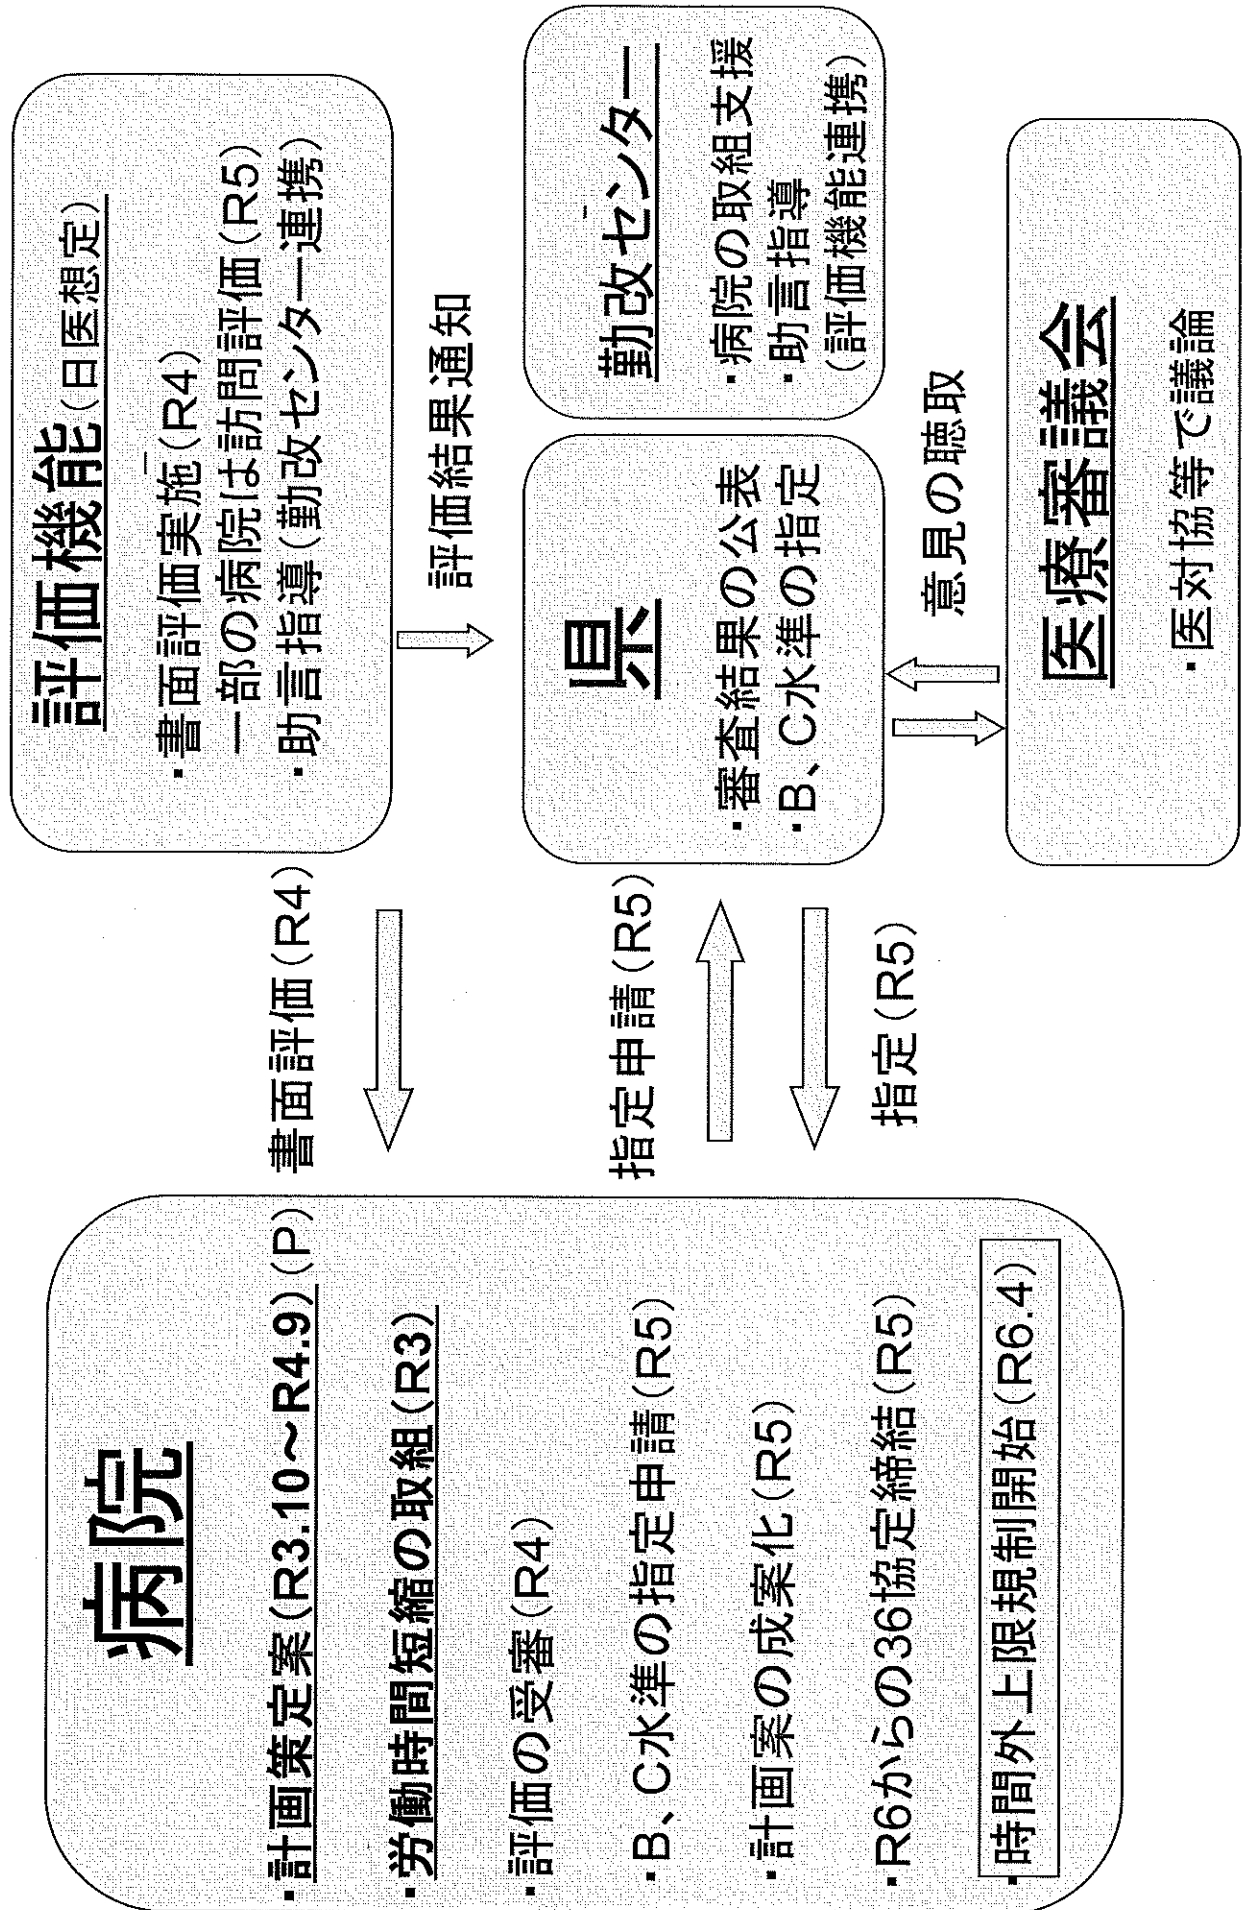 病院
・計画策定案(R3.10～R4.9)(P)
・労働時間短縮の取組(R3)
・評価の受審(R4)
・B、C水準の指定申請(R5)
・計画案の成案化(R5)
・R6からの36協定締結(R5)
・時間外上限規制開始(R6.4)
書面評価(R4)
指定申請(R5)
指定(R5)
評価機能(日医想定)
・書面評価実施(R4)
一部の病院は訪問評価(R5)
・助言指導(勤改センター連携)
評価結果通知
県
・審査結果の公表
・B、C水準の指定
勤改センター
・病院の取組支援
・助言指導
(評価機能連携)
意見の聴取
医療審議会
・医対協等で議論